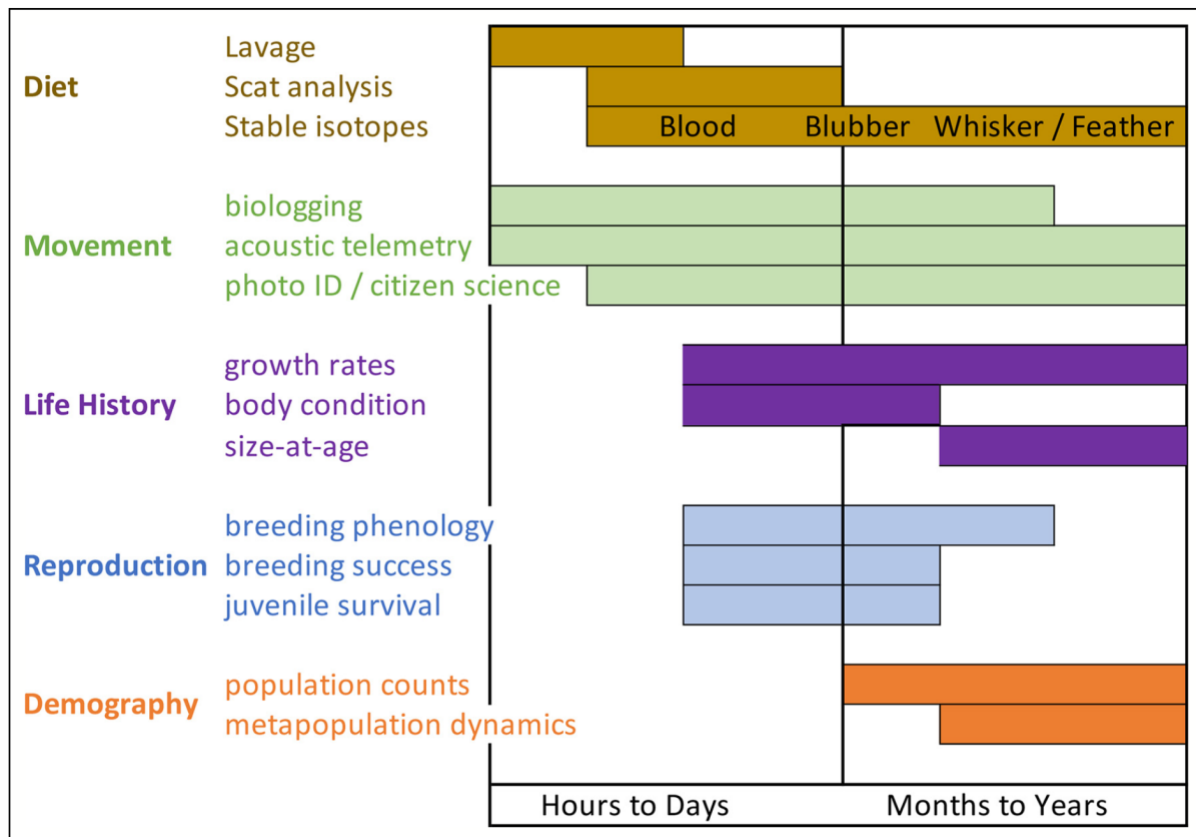 Lavage
Diet Scat analysis
Stable isotopes Blood Blubber Whisker / Feather
biologging
Movement acoustic telemetry
photo ID / citizen science
growth rates
Life History body condition
size-at-age
breeding phenology
Reproduction breeding success
juvenile survival
population counts
Demography
metapopulation dynamics
Hours to Days Months to Years